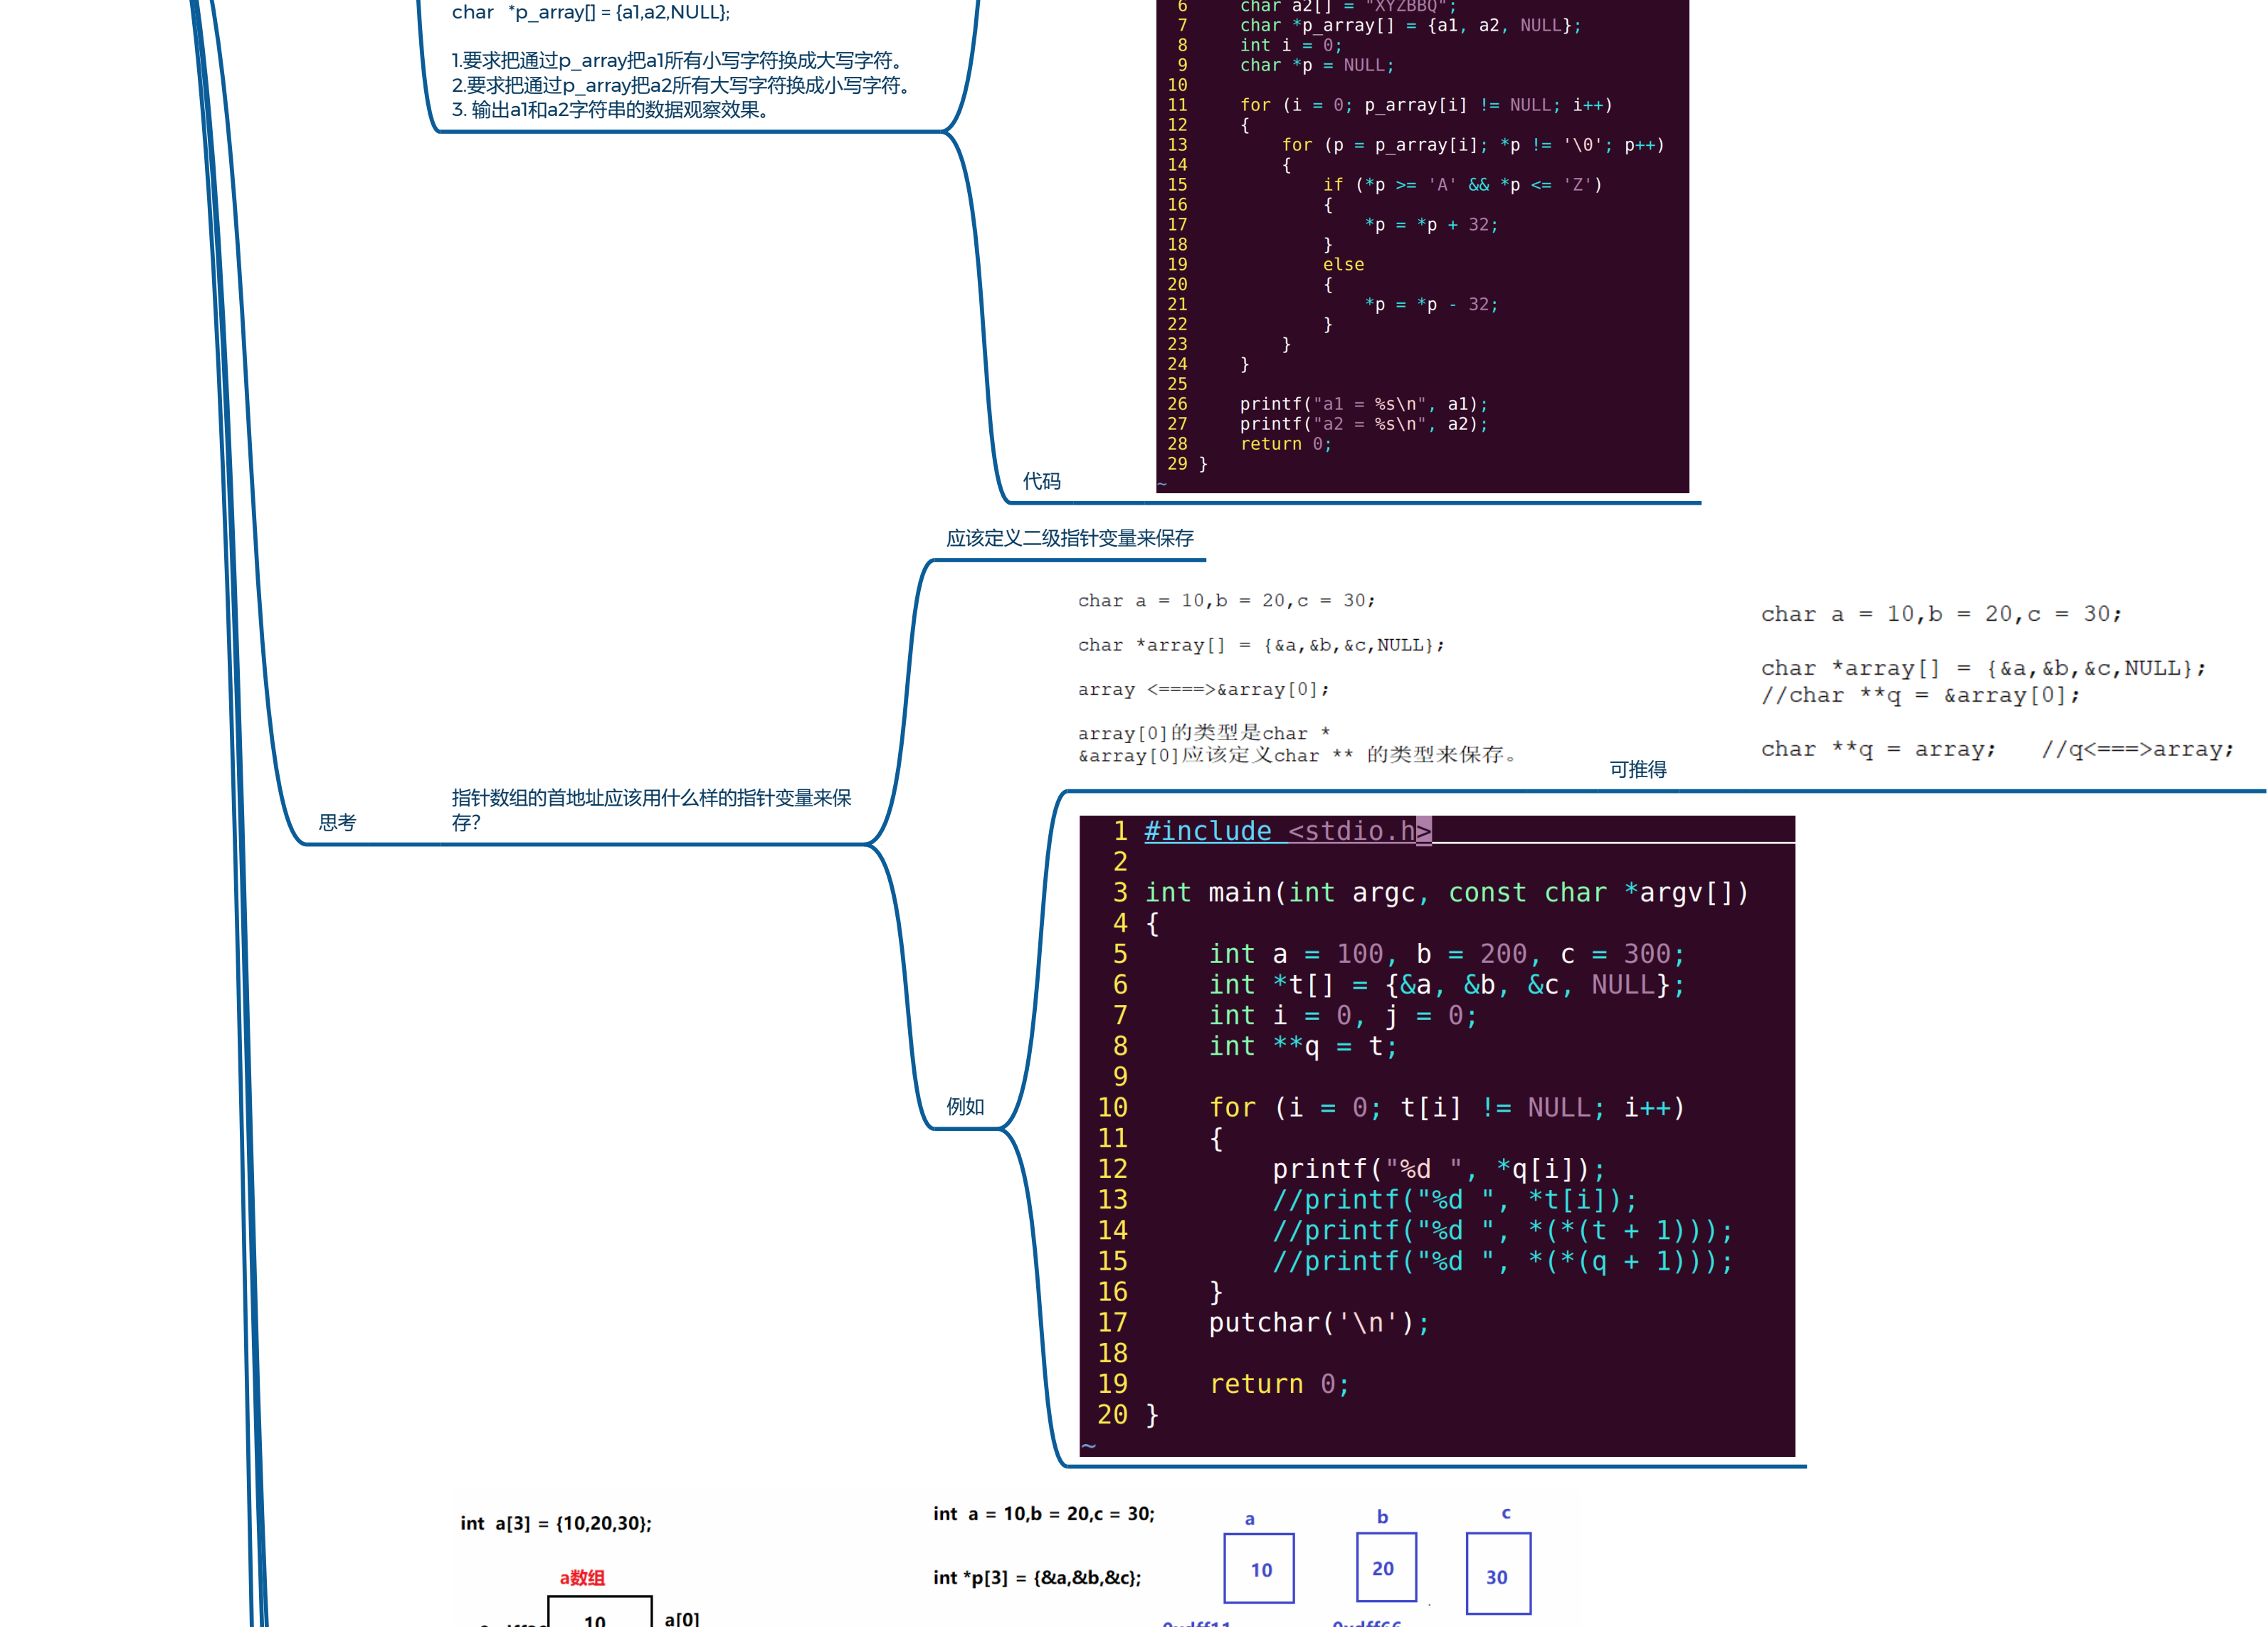 char *p_array[] = {a1,a2,NULL};
1.要求把通过p_array把a1所有小写字符换成大写字符。
2.要求把通过p_array把a2所有大写字符换成小写字符。
3. 输出a1和a2字符串的数据观察效果。
6 char a2[] = "XYZBBQ";
7 char *p_array[] = {a1, a2, NULL};
8 int i = 0;
9 char *p = NULL;
10
11 for (i = 0; p_array[i] != NULL; i++)
12 {
13 for (p = p_array[i]; *p != '\0'; p++)
14 {
15 if (*p >= 'A' && *p <= 'Z')
16 {
17 *p = *p + 32;
18 }
19 else
20 {
21 *p = *p - 32;
22 }
23 }
24 }
25
26 printf("a1 = %s\n", a1);
27 printf("a2 = %s\n", a2);
28 return 0;
29 }
~
代码
应该定义二级指针变量来保存
char a = 10,b = 20,c = 30;
char *array[] = {&a,&b,&c,NULL};
array <====>&array[0];
array[0]的类型是char *
&array[0]应该定义char ** 的类型来保存。
可推得
char a = 10,b = 20,c = 30;
char *array[] = {&a,&b,&c,NULL};
//char **q = &array[0];
char **q = array; //q<===>array;
思考
指针数组的首地址应该用什么样的指针变量来保
存?
例如
1 #include <stdio.h>
2
3 int main(int argc, const char *argv[])
4 {
5 int a = 100, b = 200, c = 300;
6 int *t[] = {&a, &b, &c, NULL};
7 int i = 0, j = 0;
8 int **q = t;
9
10 for (i = 0; t[i] != NULL; i++)
11 {
12 printf("%d ", *q[i]);
13 //printf("%d ", *t[i]);
14 //printf("%d ", *(*(t + 1)));
15 //printf("%d ", *(*(q + 1)));
16 }
17 putchar('\n');
18
19 return 0;
20 }
~
int a[3] = {10,20,30};
a数组
10
a[0]
int a = 10,b = 20,c = 30;
int *p[3] = {&a,&b,&c};
a
b
c
10
20
30